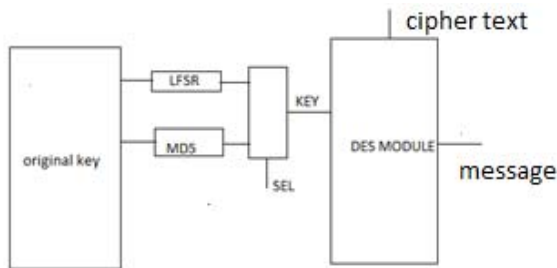 cipher text
LFSR
KEY
original key
MD5
DES MODULE
SEL
message